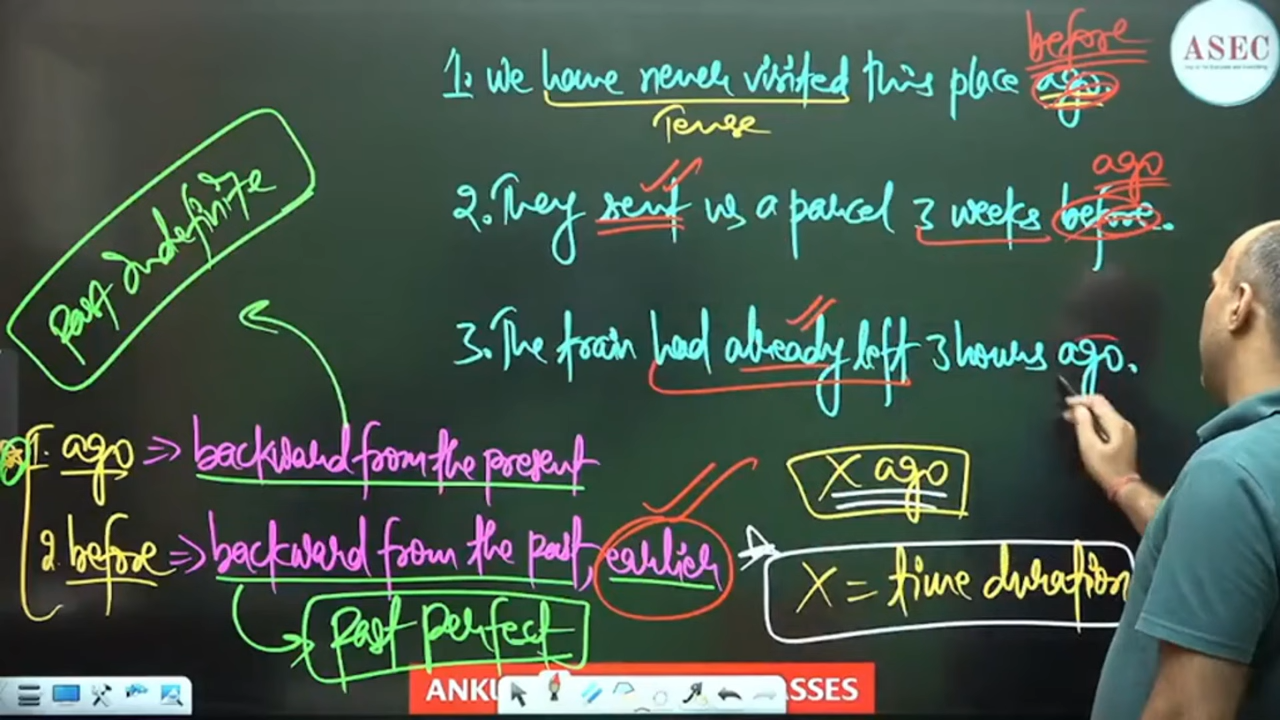 before
ASEC
1. We have never visited this place ago.
Tense
ago
2. They sent us a parcel 3 weeks before.
Past Indefinite
3. The train had already left 3 hours ago.
1. ago => backward from the present
X ago
2. before => backward from the past, earlier
X = time duration
Past perfect
ANKU
ASSES